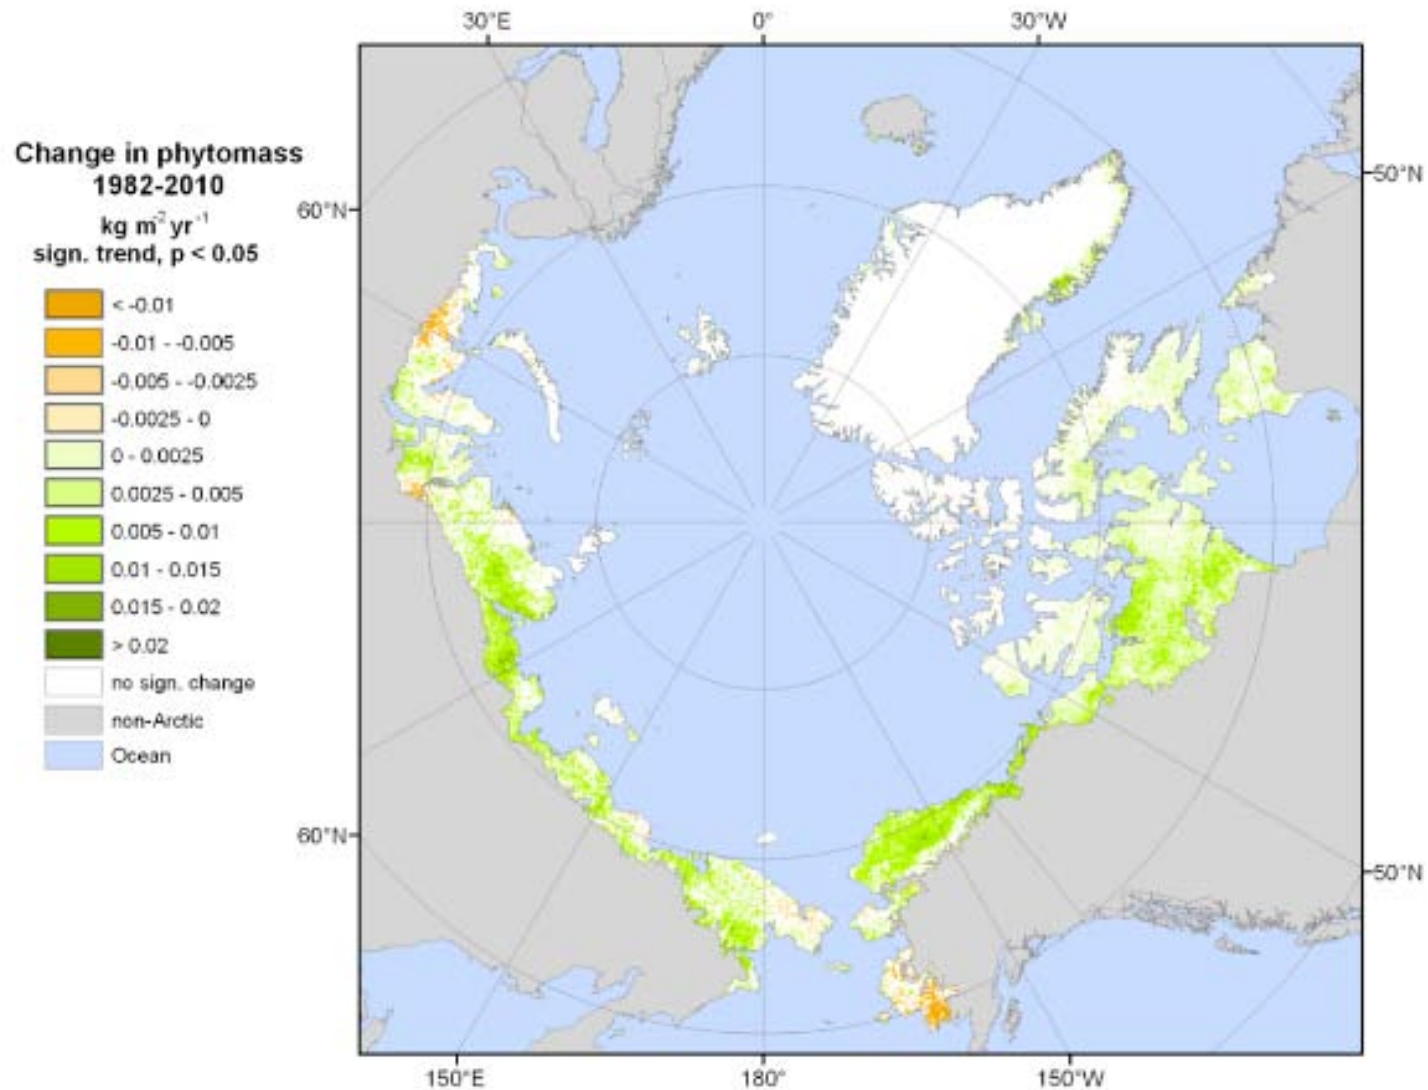 30°E 0° 30°W
Change in phytomass
1982-2010
kg m⁻² yr⁻¹
sign. trend, p < 0.05
< -0.01
-0.01 - -0.005
-0.005 - -0.0025
-0.0025 - 0
0 - 0.0025
0.0025 - 0.005
0.005 - 0.01
0.01 - 0.015
0.015 - 0.02
> 0.02
no sign. change
non-Arctic
Ocean
50°N
60°N
60°N
50°N
150°E 180° 150°W